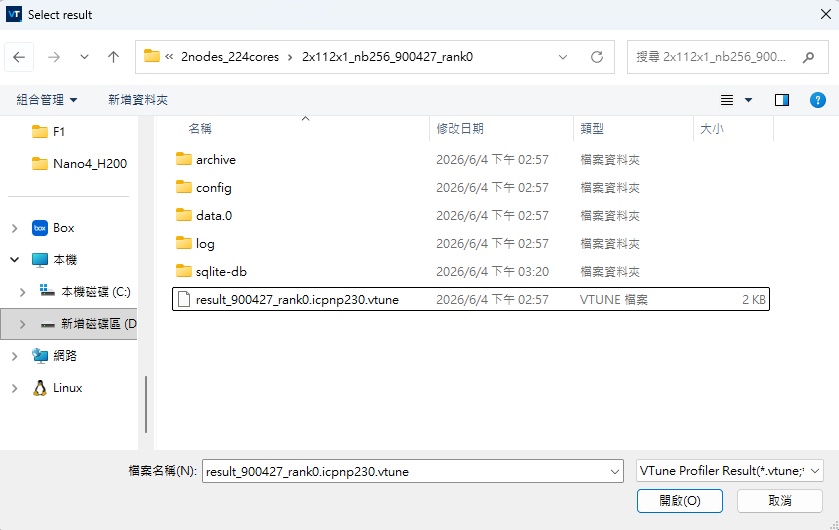 Select result
« 2nodes_224cores › 2x112x1_nb256_900427_rank0
搜尋 2x112x1_nb256_900...
組合管理 新增資料夾
名稱 修改日期 類型 大小
F1
Nano4_H200
Box
本機
本機磁碟 (C:)
新增磁碟區 (D
網路
Linux
archive 2026/6/4 下午 02:57 檔案資料夾
config 2026/6/4 下午 02:57 檔案資料夾
data.0 2026/6/4 下午 02:57 檔案資料夾
log 2026/6/4 下午 02:57 檔案資料夾
sqlite-db 2026/6/4 下午 03:20 檔案資料夾
result_900427_rank0.icpnp230.vtune 2026/6/4 下午 02:57 VTUNE 檔案 2 KB
檔案名稱(N): result_900427_rank0.icpnp230.vtune
VTune Profiler Result(*.vtune;*
開啟(O) 取消